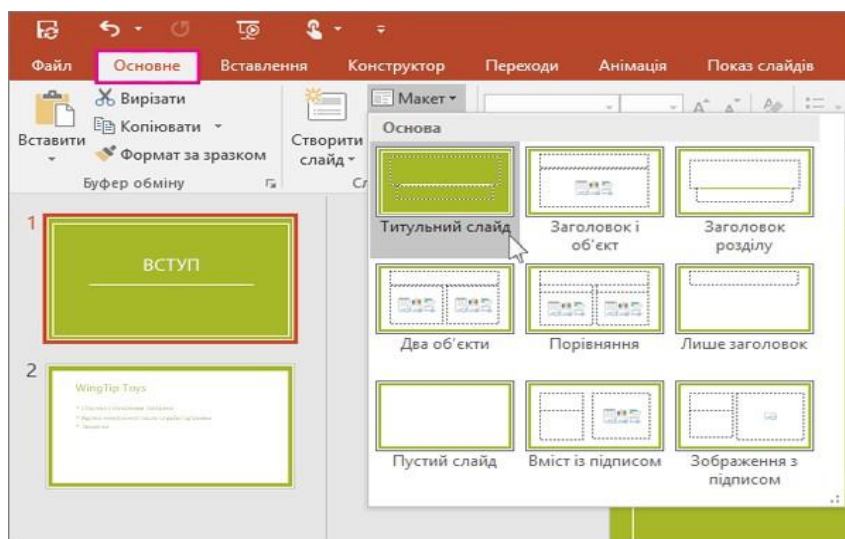 Файл Основне Вставлення Конструктор Переходи Анімація Показ слайдів
Вставити
Вирізати
Копіювати
Формат за зразком
Буфер обміну
Створити
слайд
Макет
Основа
Титульний слайд
Заголовок і
об'єкт
Заголовок
розділу
Два об'єкти
Порівняння
Лише заголовок
Пустий слайд
Вміст із підписом
Зображення з
підписом
1
ВСТУП
2
WingTip Toys